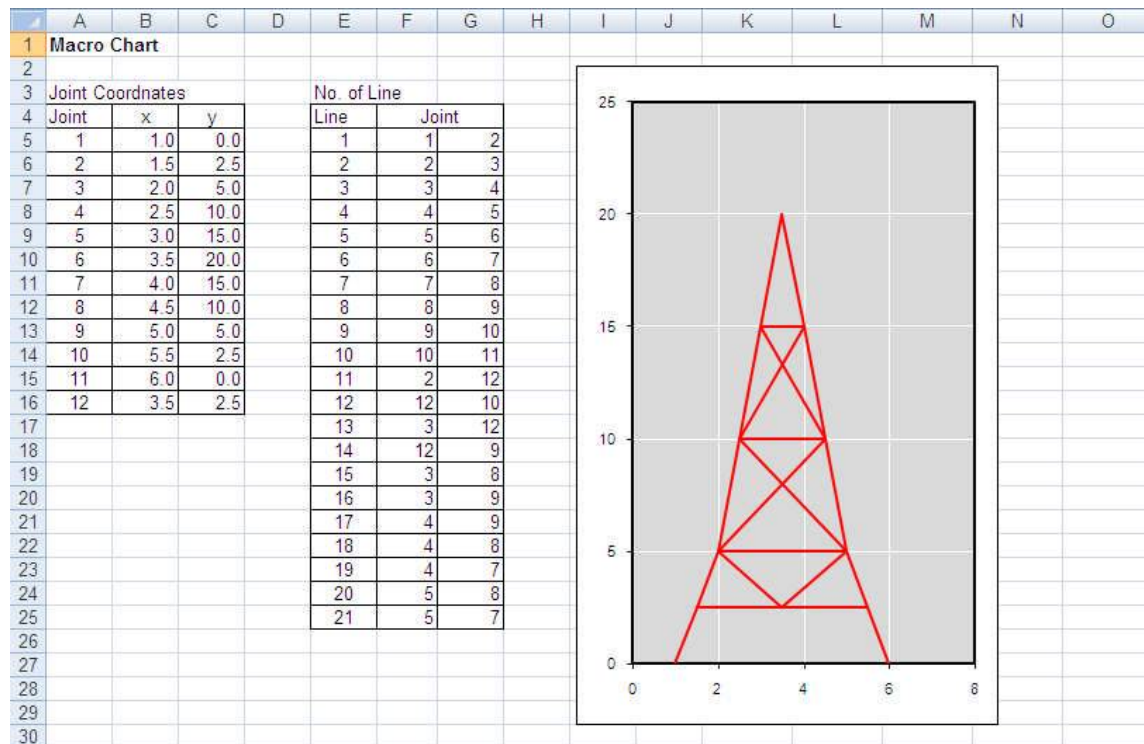 A B C D E F G H I J K L M N O
1 Macro Chart
2
3 Joint Coordnates No. of Line
4 Joint x y Line Joint
5 1 1.0 0.0 1 1 2
6 2 1.5 2.5 2 2 3
7 3 2.0 5.0 3 3 4
8 4 2.5 10.0 4 4 5
9 5 3.0 15.0 5 5 6
10 6 3.5 20.0 6 6 7
11 7 4.0 15.0 7 7 8
12 8 4.5 10.0 8 8 9
13 9 5.0 5.0 9 9 10
14 10 5.5 2.5 10 10 11
15 11 6.0 0.0 11 2 12
16 12 3.5 2.5 12 12 10
17 13 3 12
18 14 12 9
19 15 3 8
20 16 3 9
21 17 4 9
22 18 4 8
23 19 4 7
24 20 5 8
25 21 5 7
26
27
28
29
30
25
20
15
10
5
0
0 2 4 6 8